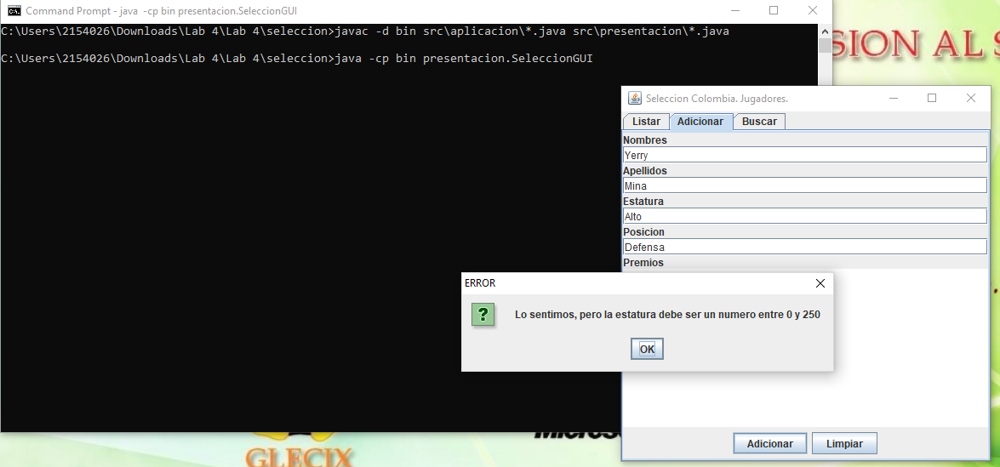 Command Prompt - java  -cp bin presentacion.SeleccionGUI
C:\Users\2154026\Downloads\Lab 4\Lab 4\seleccion>javac -d bin src\aplicacion\*.java src\presentacion\*.java
C:\Users\2154026\Downloads\Lab 4\Lab 4\seleccion>java -cp bin presentacion.SeleccionGUI
SION AL S
Seleccion Colombia. Jugadores.
Listar Adicionar Buscar
Nombres
Yerry
Apellidos
Mina
Estatura
Alto
Posicion
Defensa
Premios
ERROR
?
Lo sentimos, pero la estatura debe ser un numero entre 0 y 250
OK
Adicionar Limpiar
GLECIX